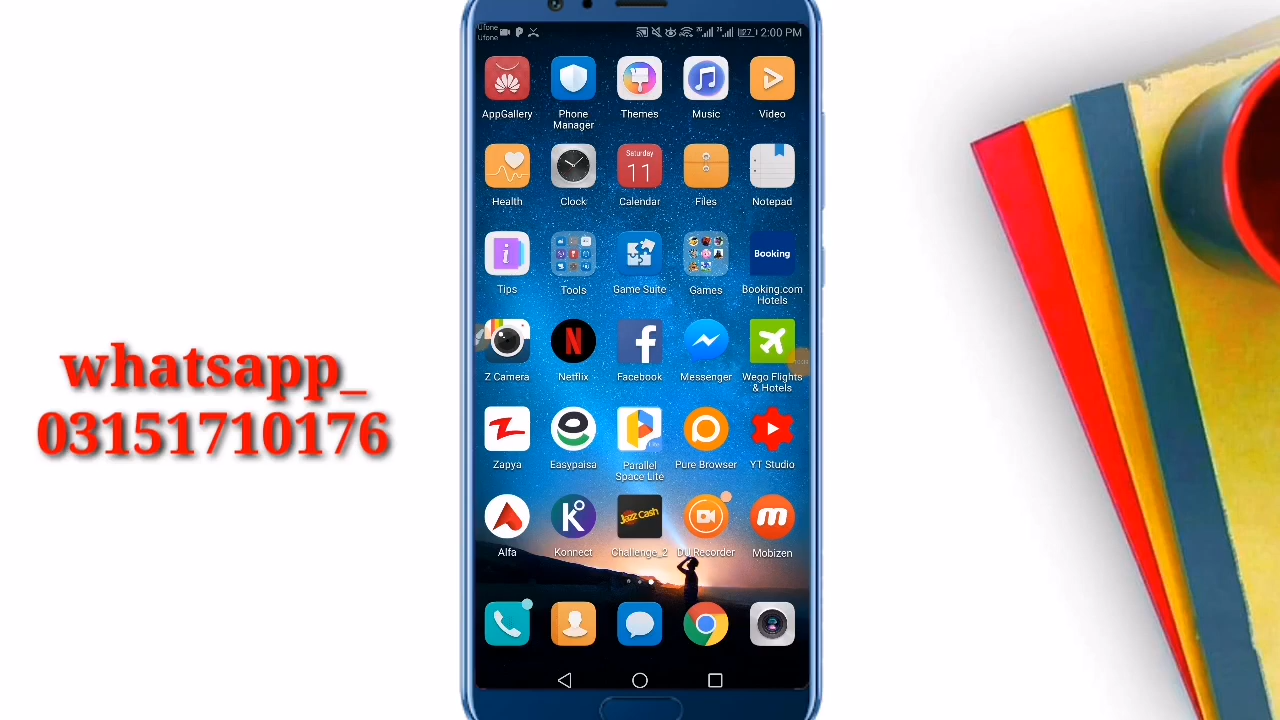 Ufone
Ufone
27
2:00 PM
AppGallery
Phone
Manager
Themes
Music
Video
Saturday
11
Health
Clock
Calendar
Files
Notepad
Booking
Tips
Tools
Game Suite
Games
Booking.com
Hotels
Z Camera
Netflix
Facebook
Messenger
Wego Flights
& Hotels
whatsapp_
03151710176
Zapya
Easypaisa
Parallel
Space Lite
Pure Browser
YT Studio
Jazz Cash
Alfa
Konnect
Challenge_2
DU Recorder
Mobizen